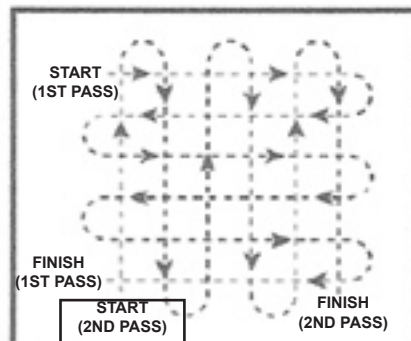 START
(1ST PASS)
FINISH
(1ST PASS)
START
(2ND PASS)
FINISH
(2ND PASS)